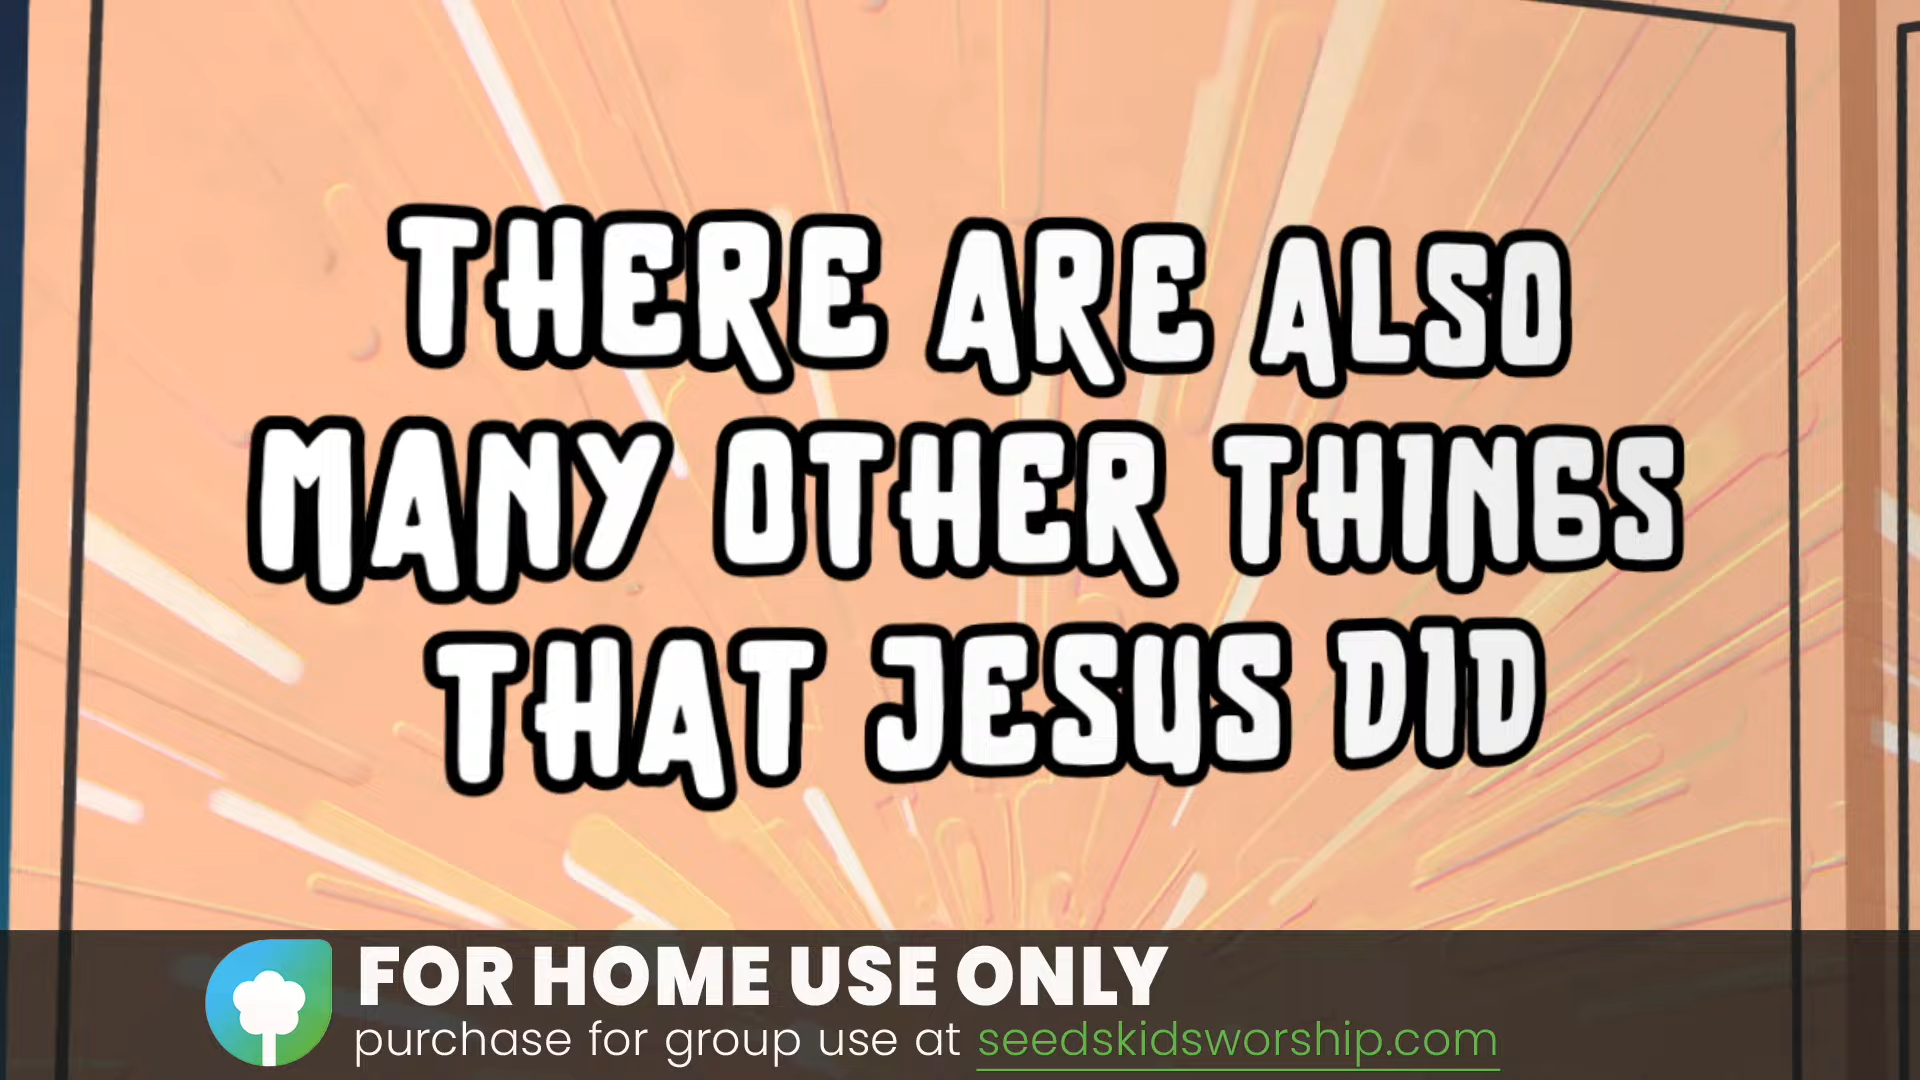 THERE ARE ALSO
MANY OTHER THINGS
THAT JESUS DID
FOR HOME USE ONLY
purchase for group use at seedskidsworship.com